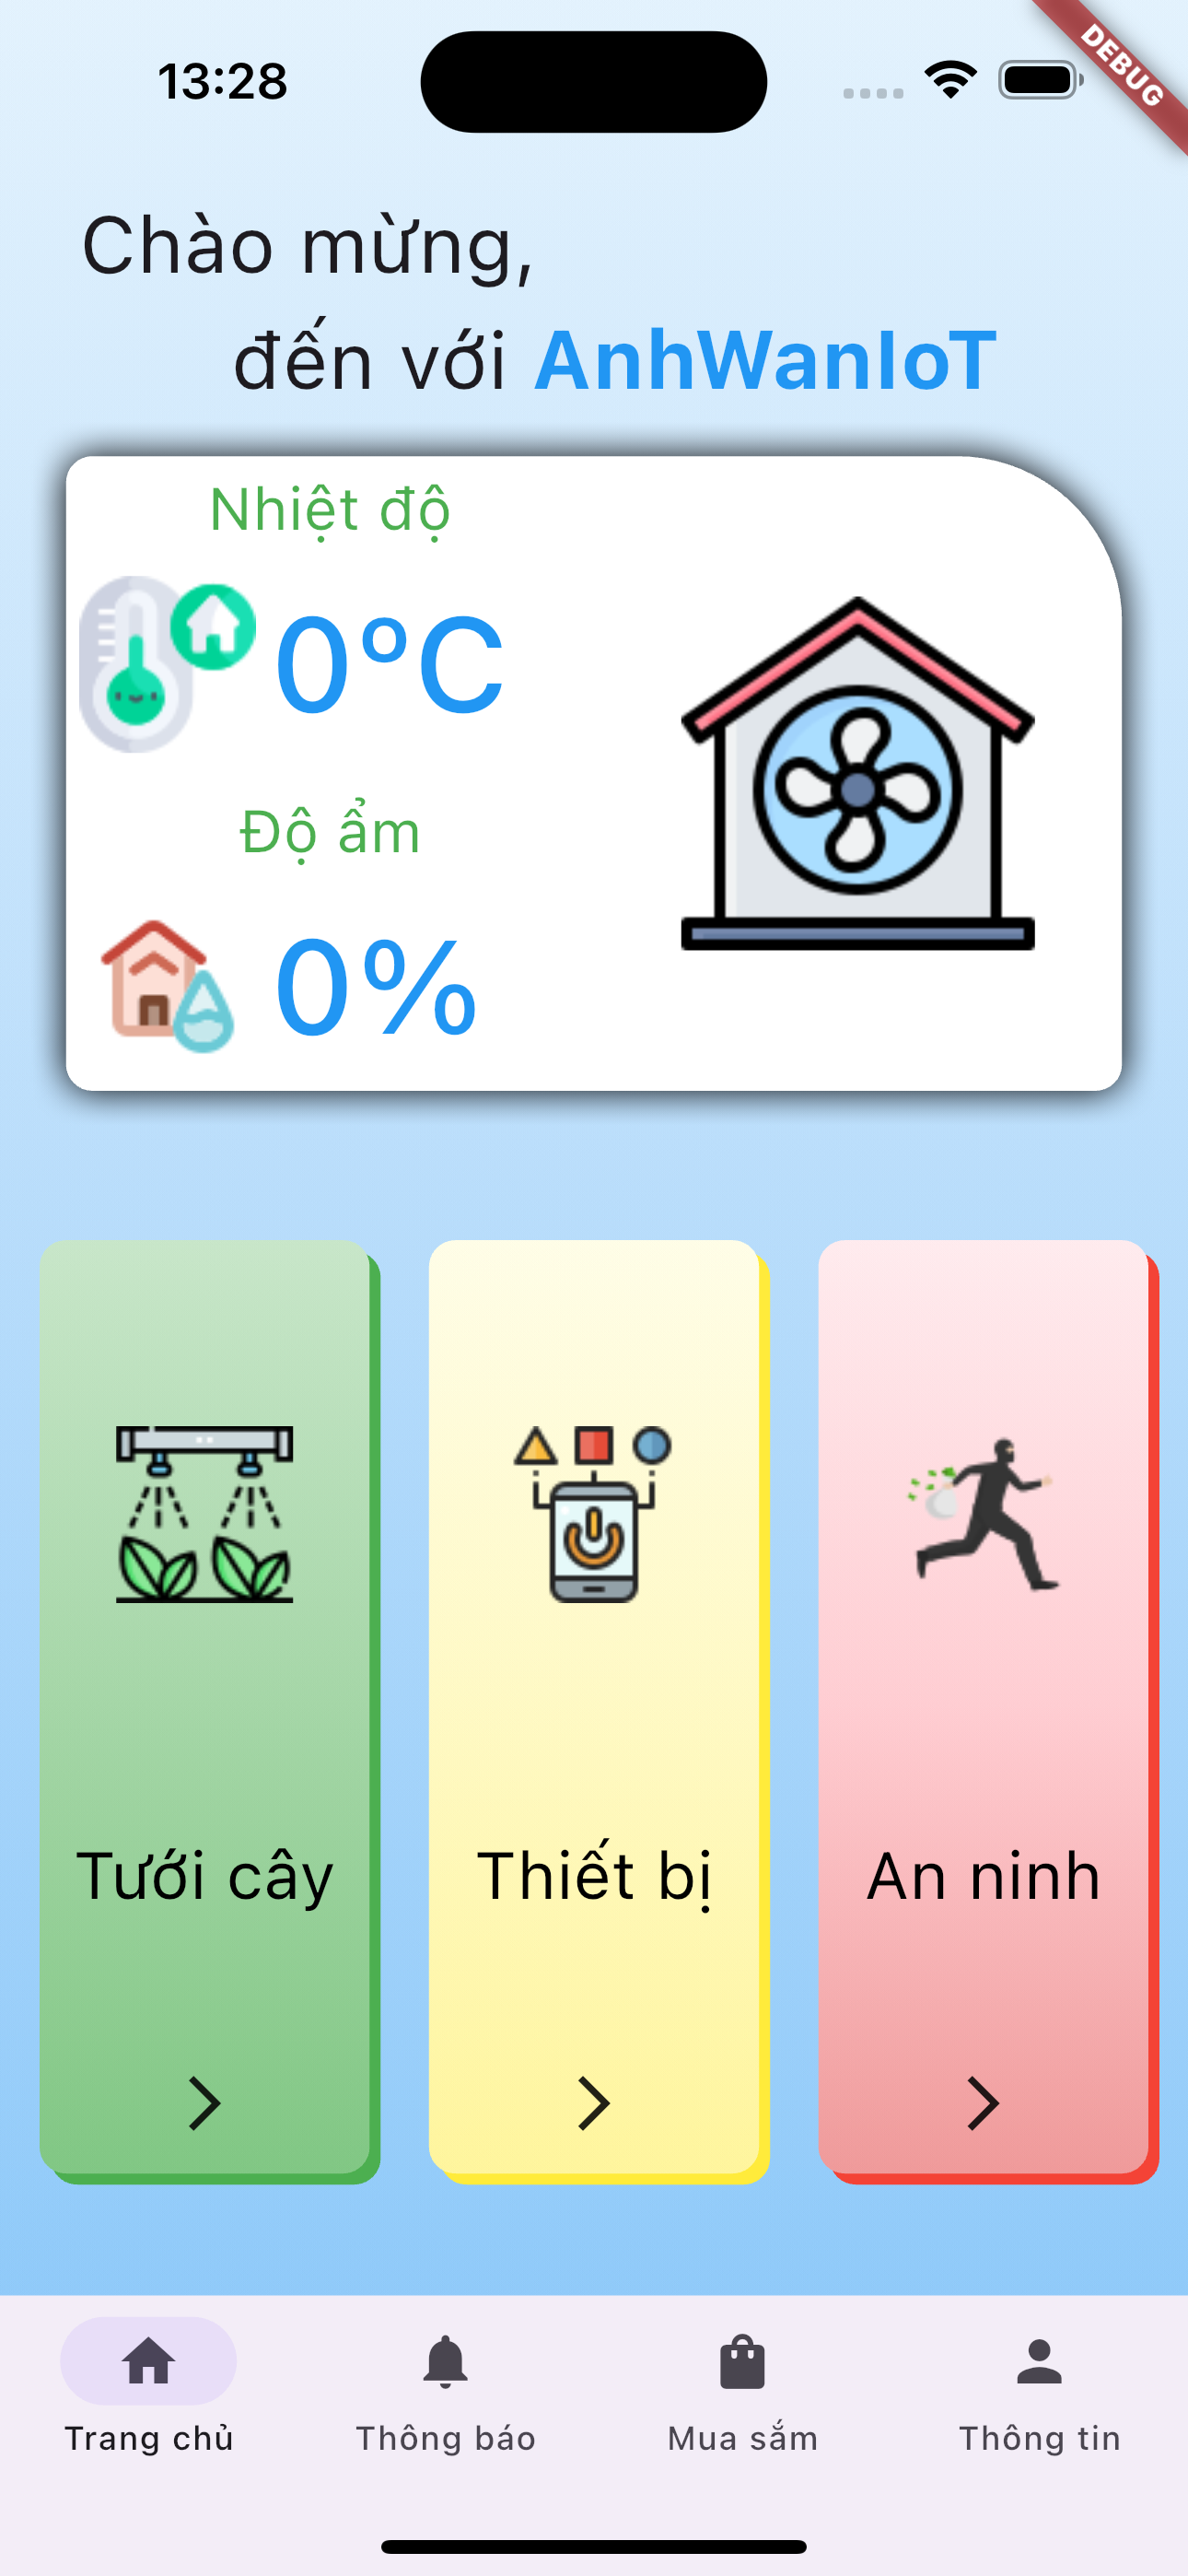 13:28
DEBUG
Chào mừng,
đến với AnhWanIoT
Nhiệt độ
0°C
Độ ẩm
0%
Tưới cây
Thiết bị
An ninh
Trang chủ
Thông báo
Mua sắm
Thông tin